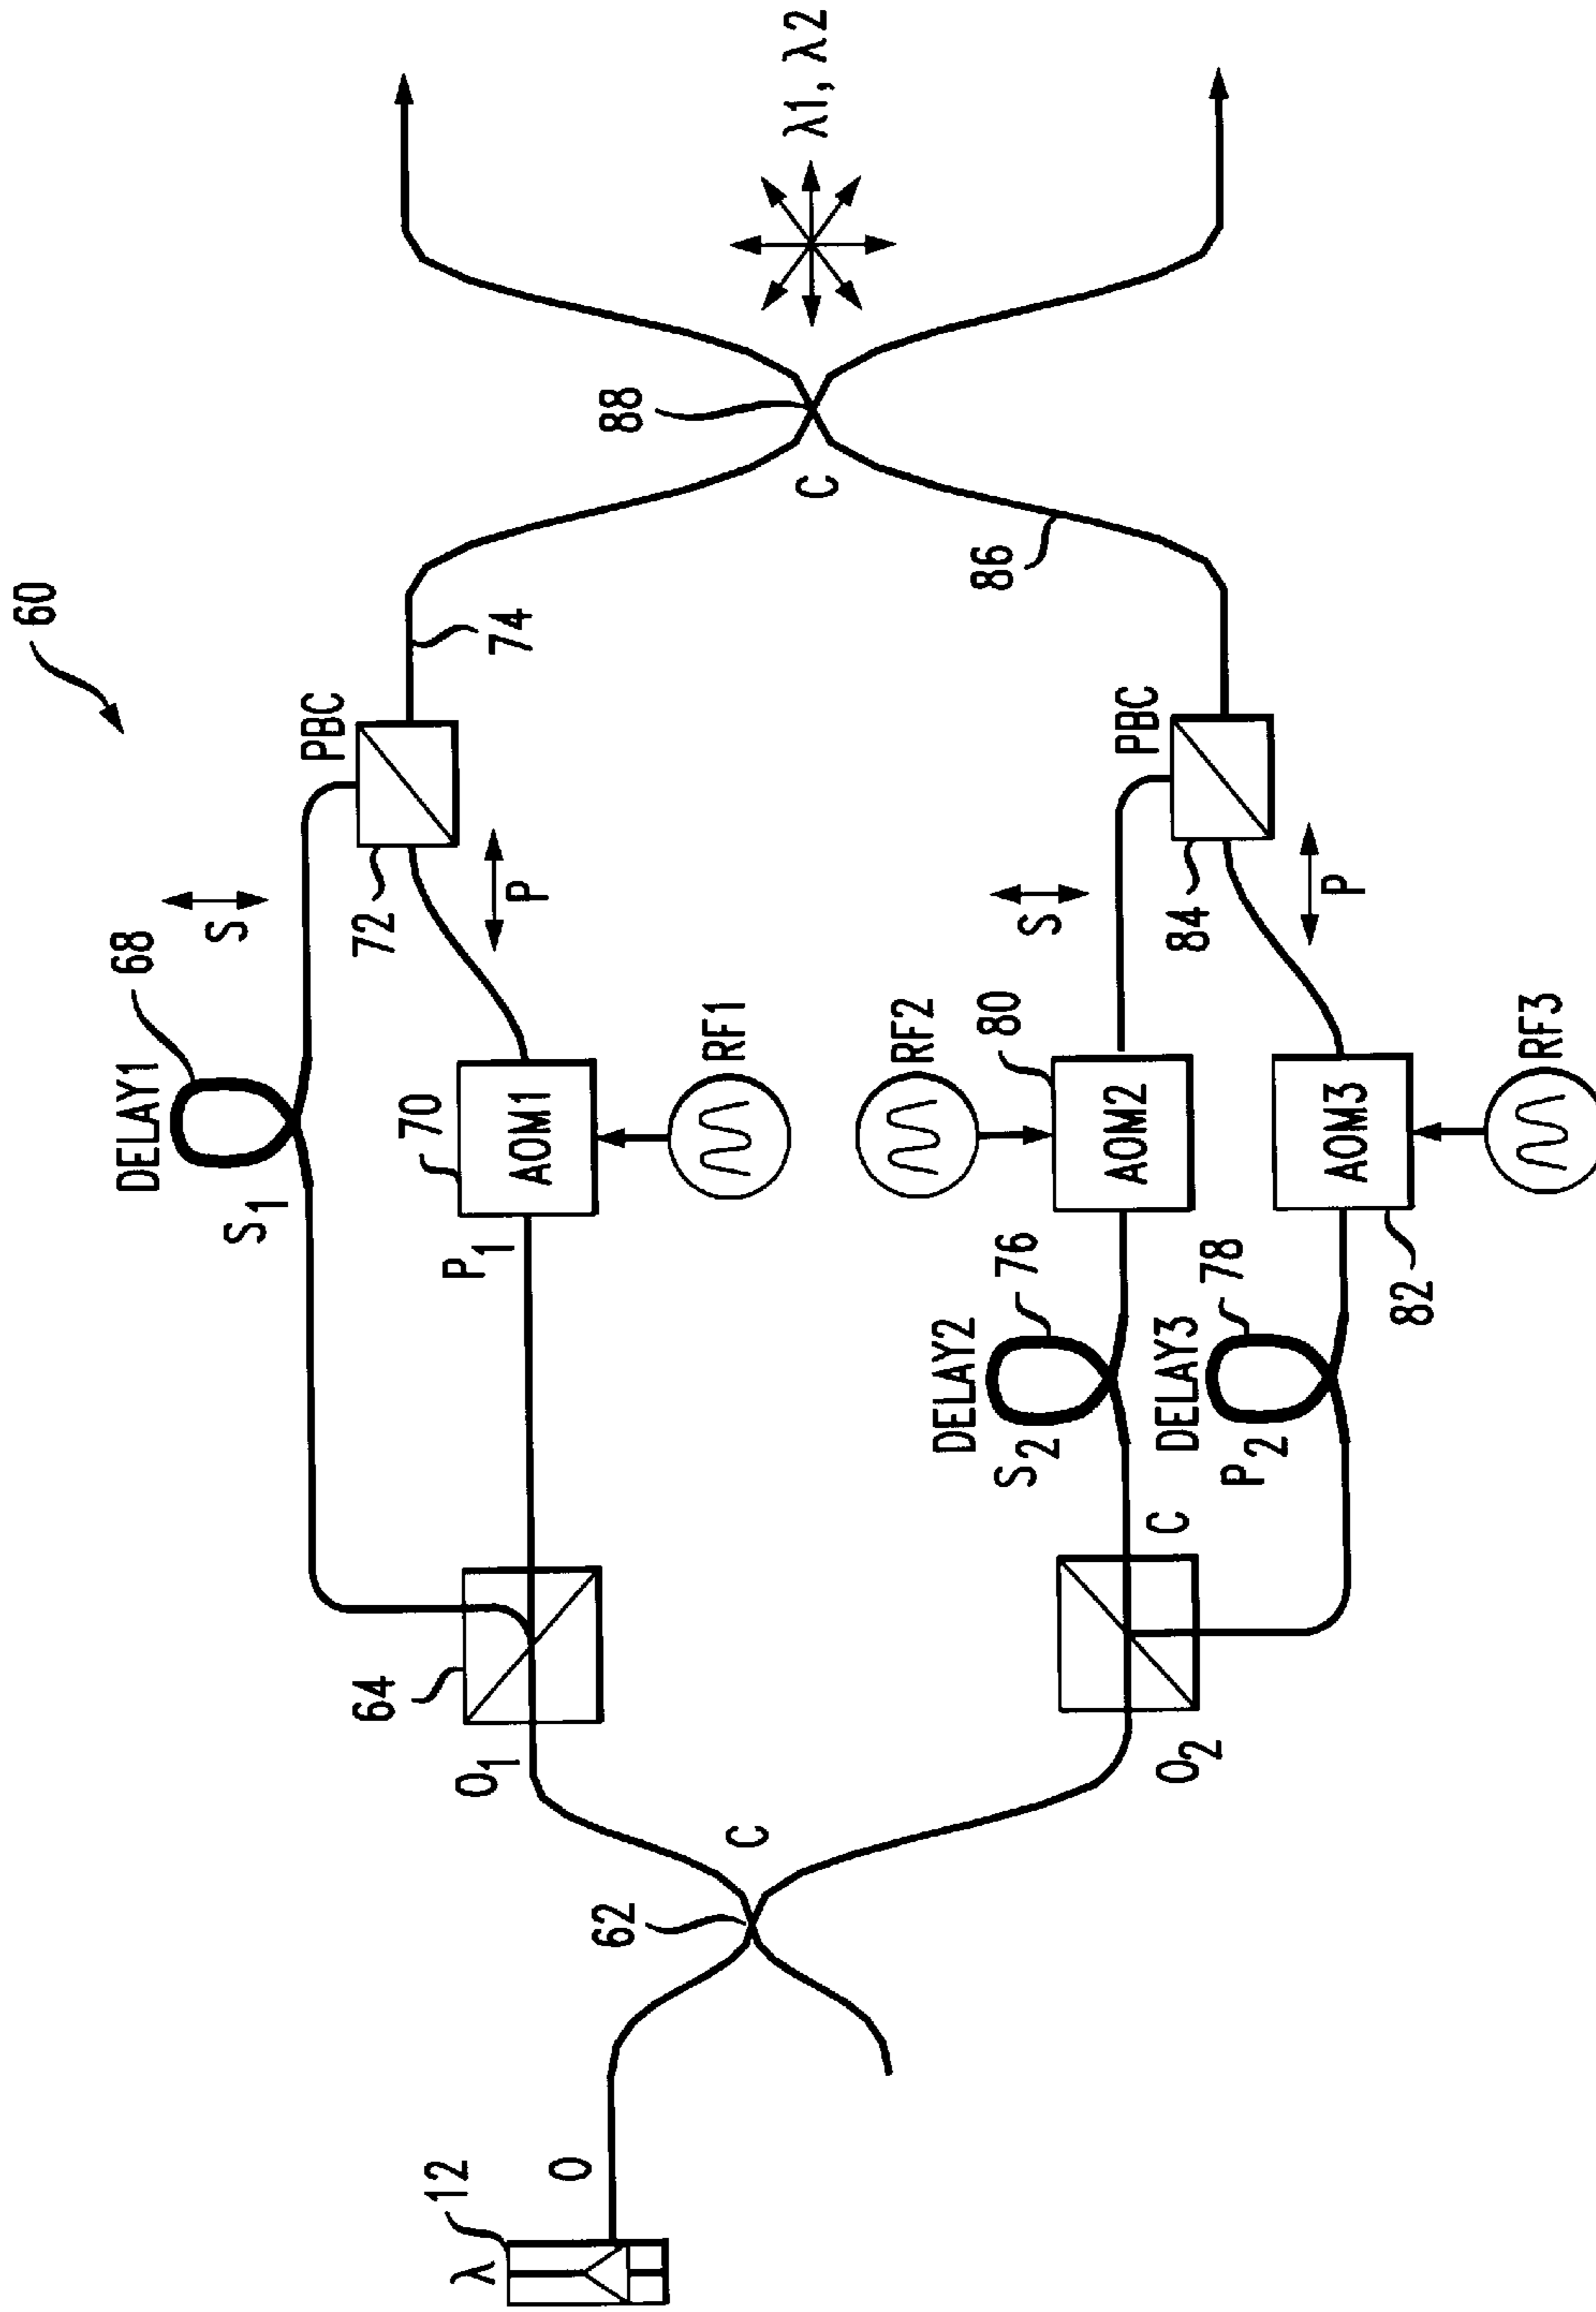 60
DELAY1
68
S
S1
PBC
72
74
P
64
70
P1
AOM1
RF1
O1
λ
12
O
62
C
88
C
λ1, λ2
RF2
80
DELAY2
76
S2
AOM2
S
PBC
86
84
P
O2
C
DELAY3
78
P2
AOM3
82
RF3